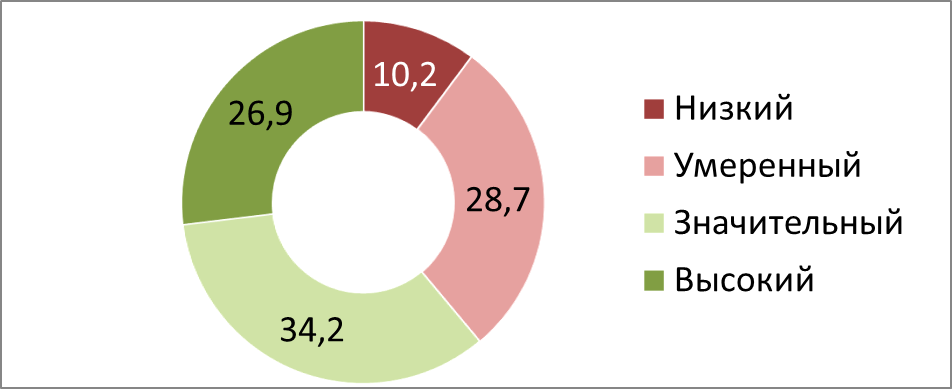 10,2
28,7
34,2
26,9
Низкий
Умеренный
Значительный
Высокий